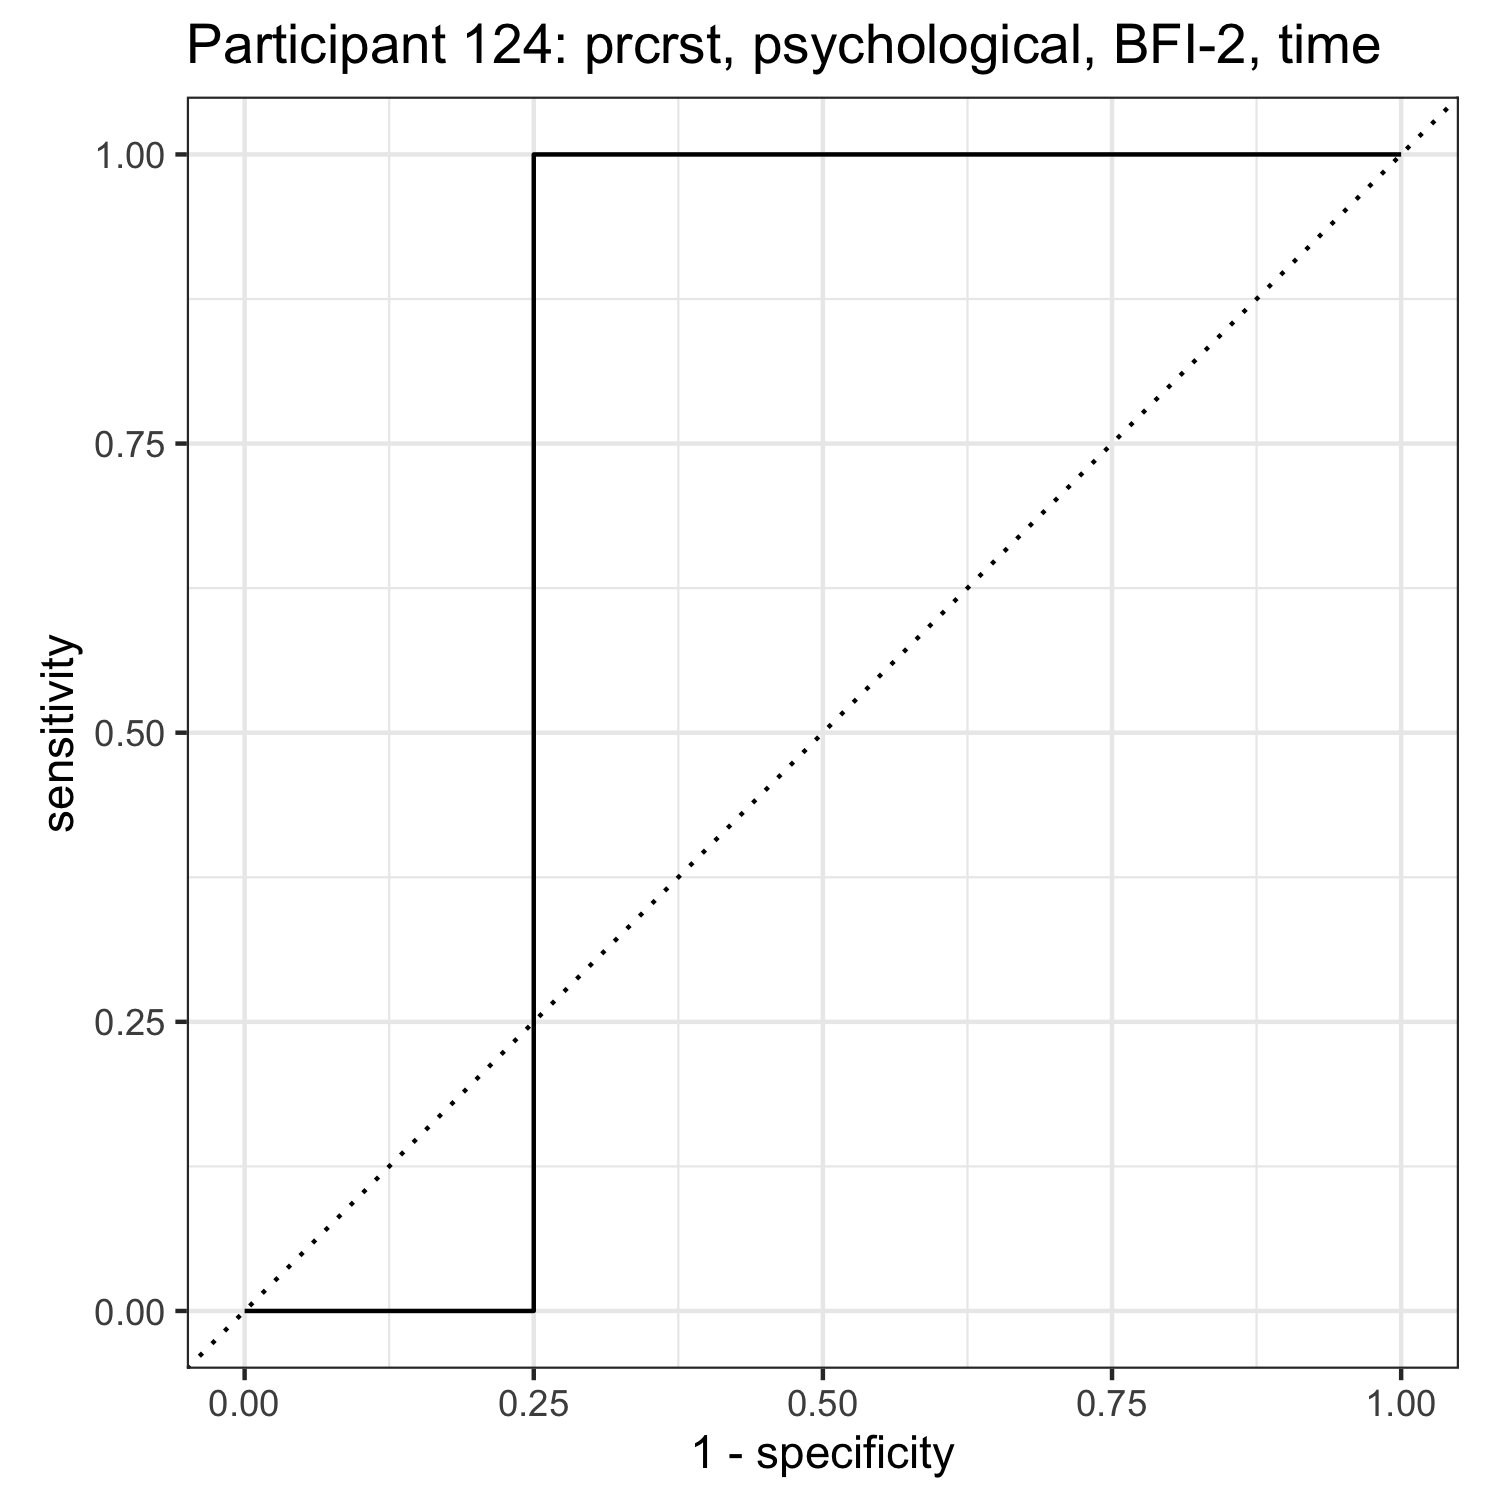 Participant 124: prcrst, psychological, BFI-2, time
1.00
0.75
0.50
0.25
0.00
sensitivity
0.00 0.25 0.50 0.75 1.00
1 - specificity